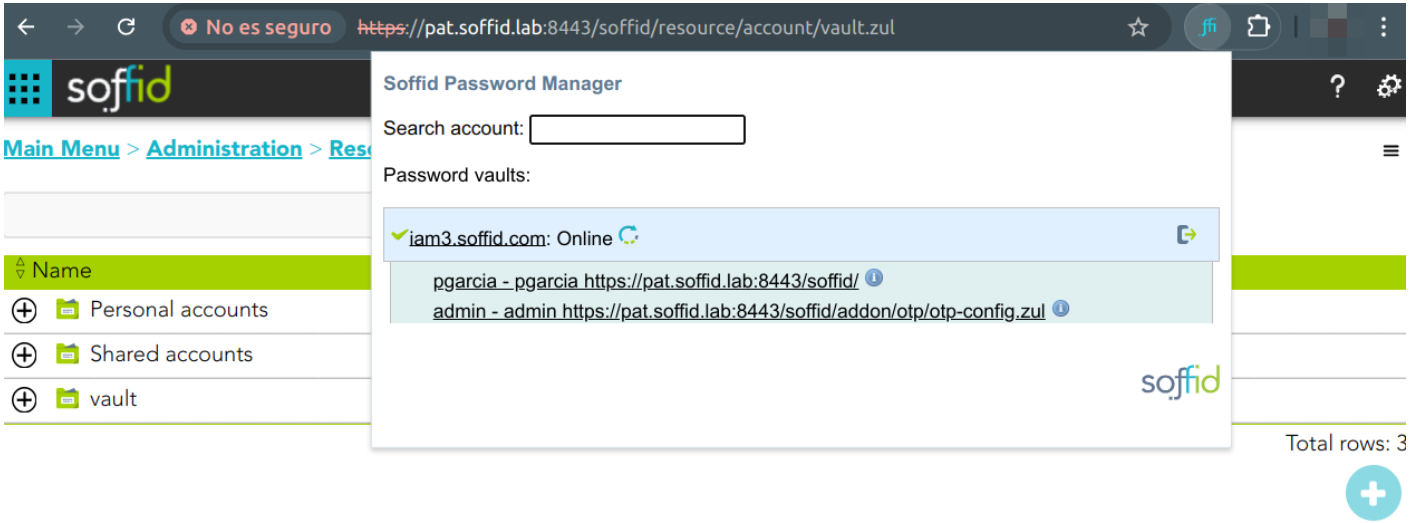 No es seguro https://pat.soffid.lab:8443/soffid/resource/account/vault.zul ffi
soffid
Main Menu > Administration > Res
Soffid Password Manager
Search account:
Password vaults:
iam3.soffid.com: Online
pgarcia - pgarcia https://pat.soffid.lab:8443/soffid/
admin - admin https://pat.soffid.lab:8443/soffid/addon/otp/otp-config.zul
soffid
Name
Personal accounts
Shared accounts
vault
Total rows: 3